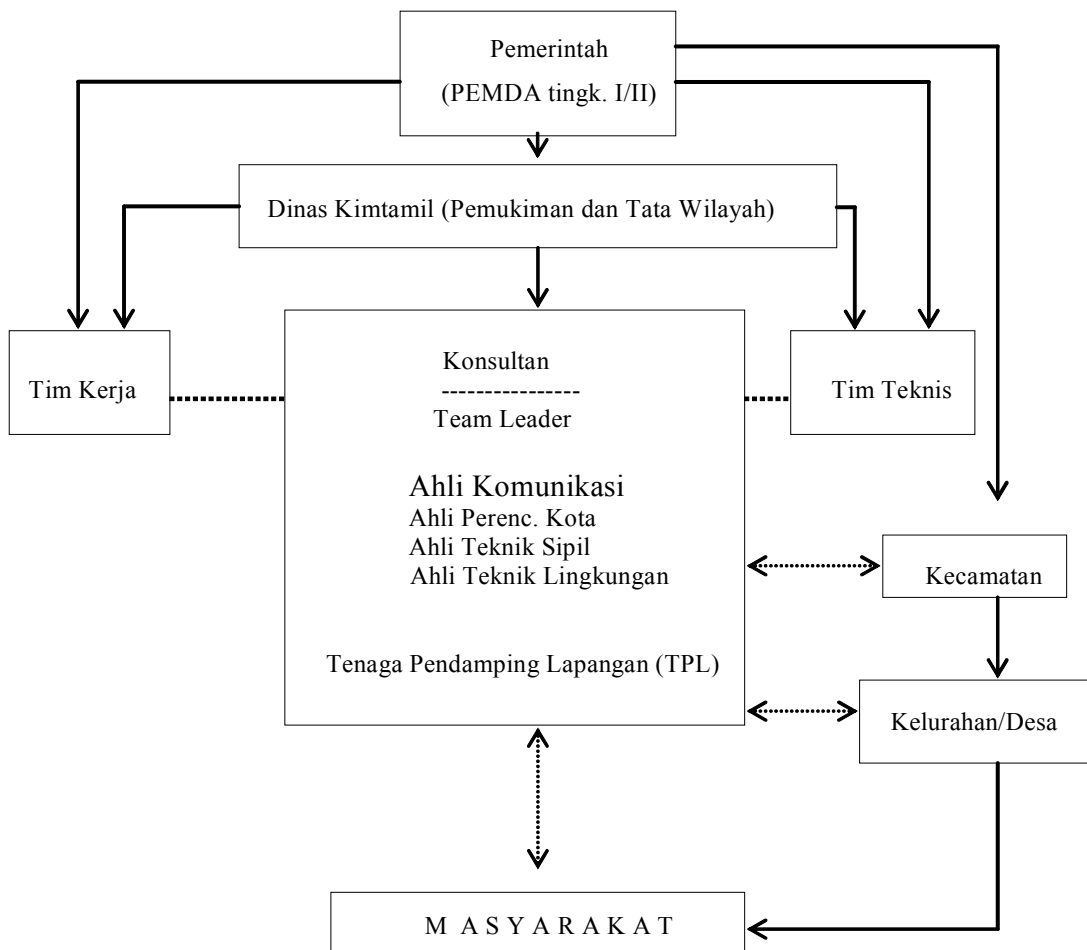 Pemerintah
(PEMDA tingk. I/II)
Dinas Kimtamil (Pemukiman dan Tata Wilayah)
Tim Kerja
Konsultan
----------------
Team Leader
Tim Teknis
Ahli Komunikasi
Ahli Perenc. Kota
Ahli Teknik Sipil
Ahli Teknik Lingkungan
Kecamatan
Tenaga Pendamping Lapangan (TPL)
Kelurahan/Desa
M A S Y A R A K A T